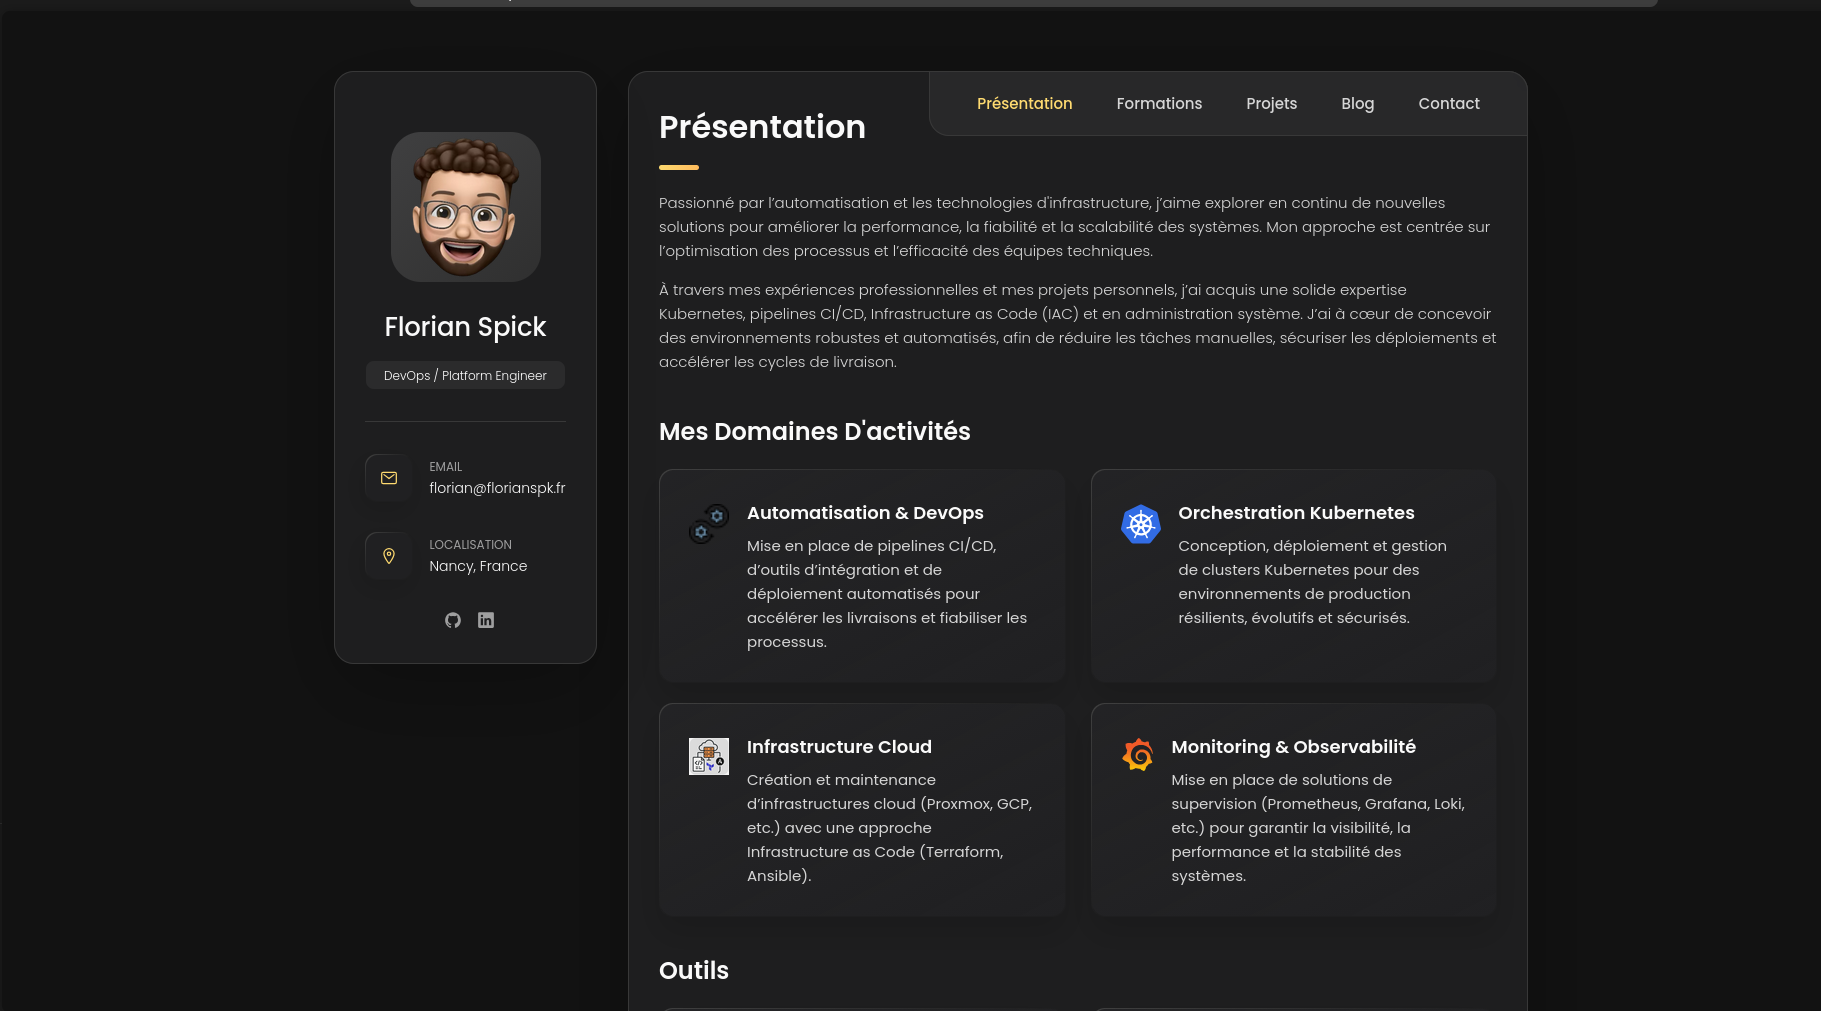 Florian Spick
DevOps / Platform Engineer
EMAIL
florian@florianspk.fr
LOCALISATION
Nancy, France
Présentation
Formations
Projets
Blog
Contact
Présentation
Passionné par l’automatisation et les technologies d'infrastructure, j’aime explorer en continu de nouvelles
solutions pour améliorer la performance, la fiabilité et la scalabilité des systèmes. Mon approche est centrée sur
l’optimisation des processus et l’efficacité des équipes techniques.
À travers mes expériences professionnelles et mes projets personnels, j’ai acquis une solide expertise
Kubernetes, pipelines CI/CD, Infrastructure as Code (IAC) et en administration système. J’ai à cœur de concevoir
des environnements robustes et automatisés, afin de réduire les tâches manuelles, sécuriser les déploiements et
accélérer les cycles de livraison.
Mes Domaines D'activités
Automatisation & DevOps
Mise en place de pipelines CI/CD,
d’outils d’intégration et de
déploiement automatisés pour
accélérer les livraisons et fiabiliser les
processus.
Orchestration Kubernetes
Conception, déploiement et gestion
de clusters Kubernetes pour des
environnements de production
résilients, évolutifs et sécurisés.
Infrastructure Cloud
Création et maintenance
d’infrastructures cloud (Proxmox, GCP,
etc.) avec une approche
Infrastructure as Code (Terraform,
Ansible).
Monitoring & Observabilité
Mise en place de solutions de
supervision (Prometheus, Grafana, Loki,
etc.) pour garantir la visibilité, la
performance et la stabilité des
systèmes.
Outils